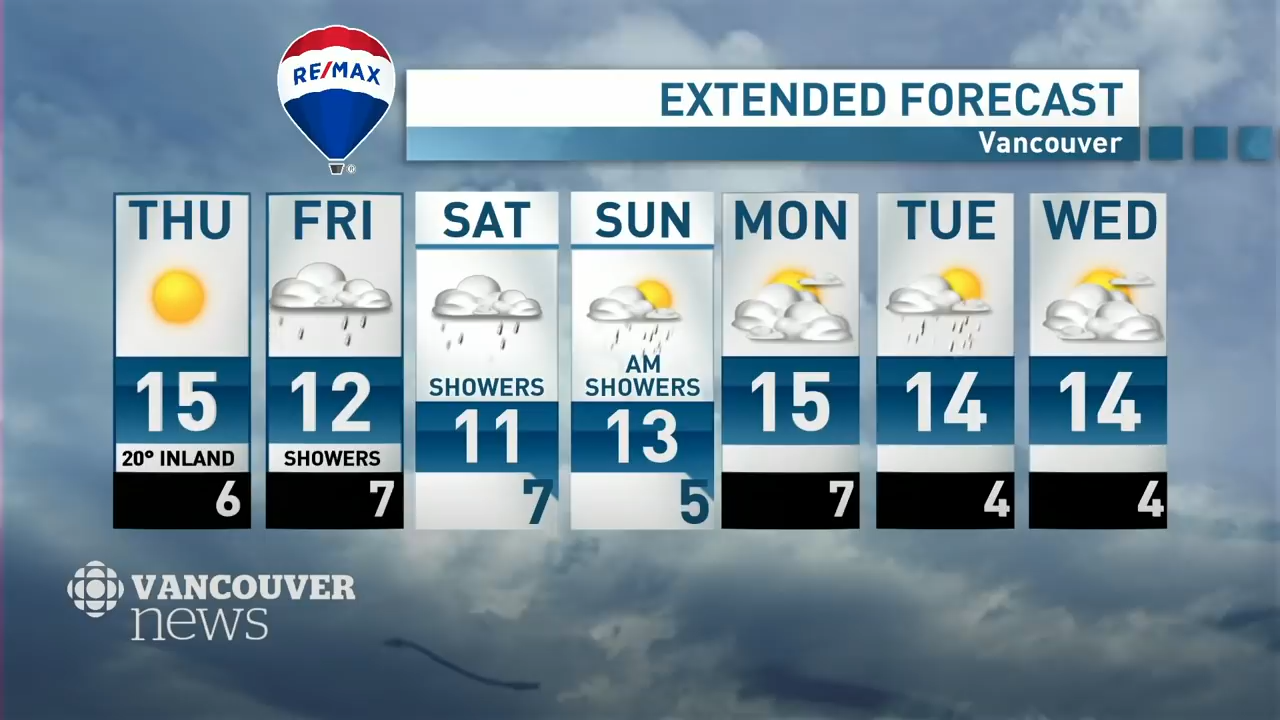 RE/MAX
®
EXTENDED FORECAST
Vancouver
THU
15
20° INLAND
6
FRI
12
SHOWERS
7
SAT
SHOWERS
11
7
SUN
AM
SHOWERS
13
5
MON
15
7
TUE
14
4
WED
14
4
VANCOUVER
news